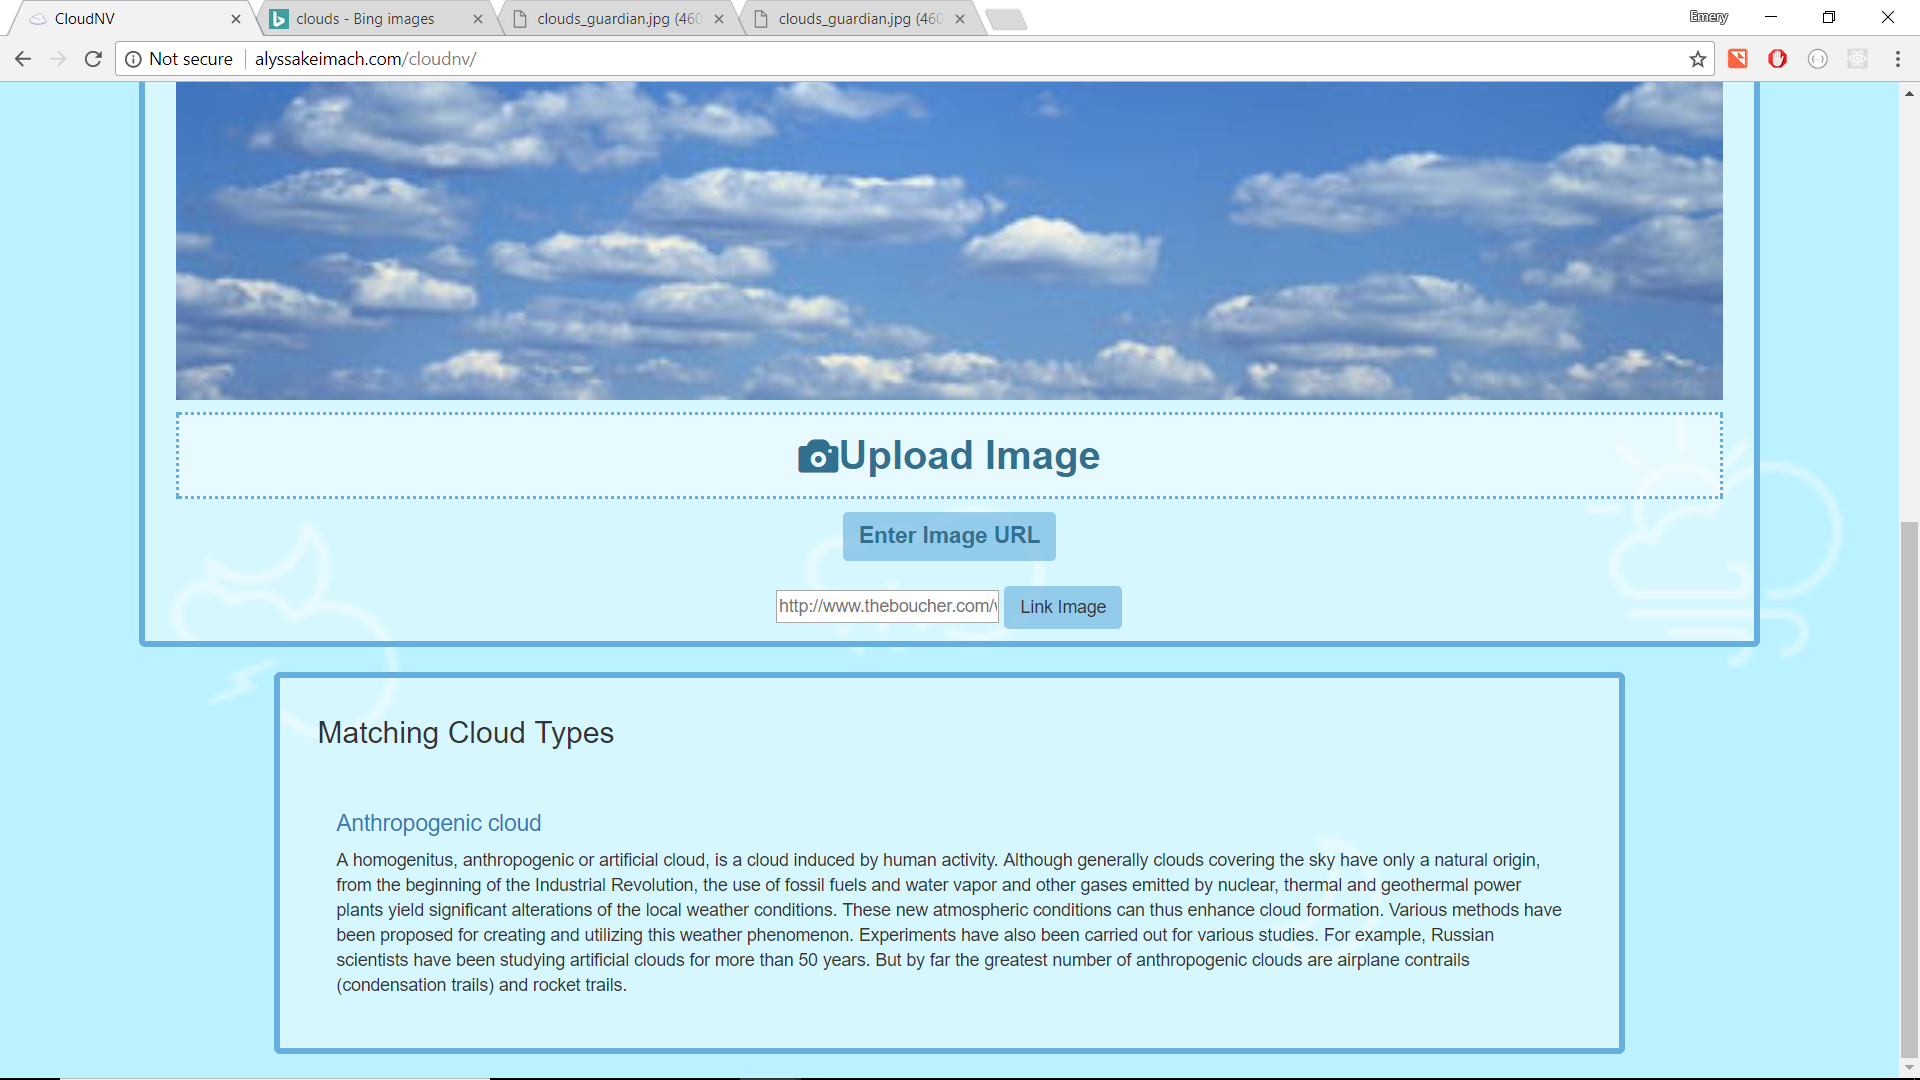 CloudNV
clouds - Bing images
clouds_guardian.jpg (460
clouds_guardian.jpg (460
Emery
Not secure
alyssakeimach.com/cloudnv/
Upload Image
Enter Image URL
http://www.theboucher.com/
Link Image
Matching Cloud Types
Anthropogenic cloud
A homogenitus, anthropogenic or artificial cloud, is a cloud induced by human activity. Although generally clouds covering the sky have only a natural origin,
from the beginning of the Industrial Revolution, the use of fossil fuels and water vapor and other gases emitted by nuclear, thermal and geothermal power
plants yield significant alterations of the local weather conditions. These new atmospheric conditions can thus enhance cloud formation. Various methods have
been proposed for creating and utilizing this weather phenomenon. Experiments have also been carried out for various studies. For example, Russian
scientists have been studying artificial clouds for more than 50 years. But by far the greatest number of anthropogenic clouds are airplane contrails
(condensation trails) and rocket trails.